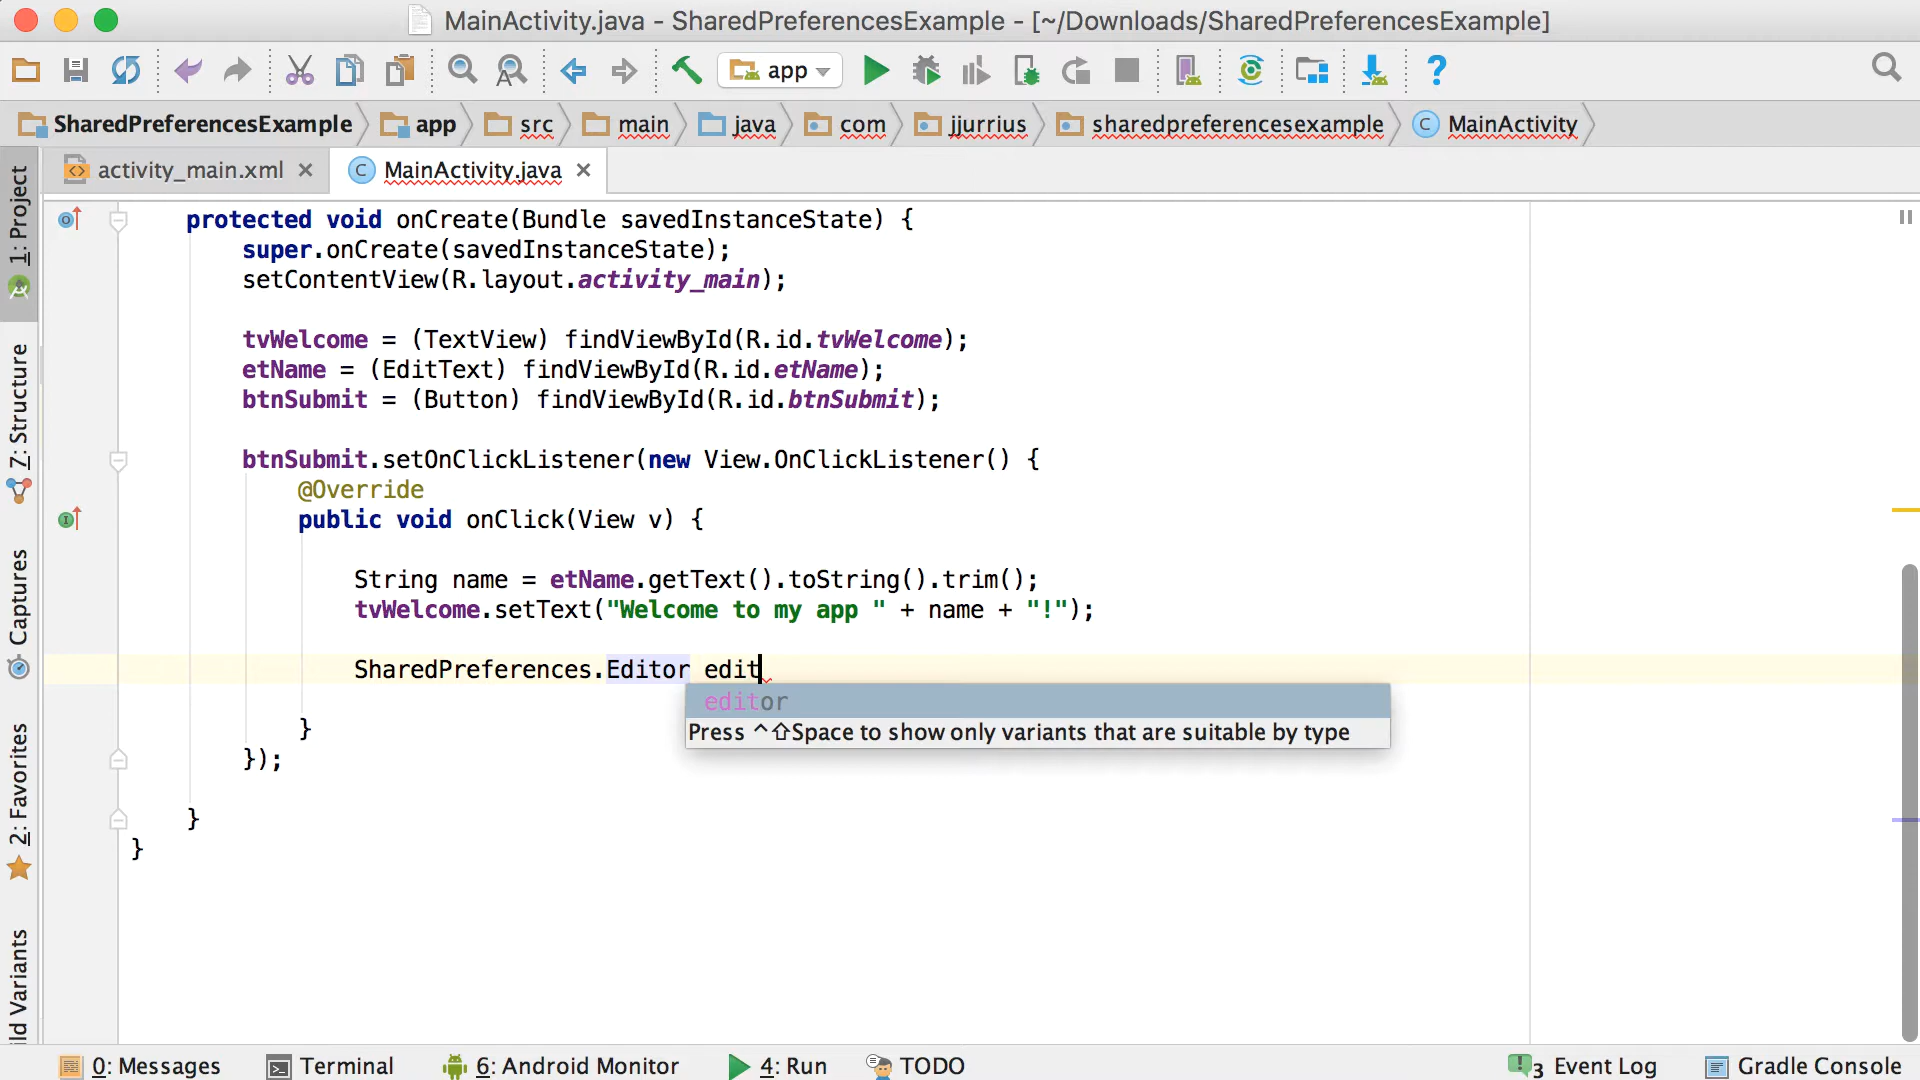 MainActivity.java - SharedPreferencesExample - [~/Downloads/SharedPreferencesExample]
app
SharedPreferencesExample app src main java com jjurrius sharedpreferencesexample MainActivity
activity_main.xml MainActivity.java
protected void onCreate(Bundle savedInstanceState) {
super.onCreate(savedInstanceState);
setContentView(R.layout.activity_main);
tvWelcome = (TextView) findViewById(R.id.tvWelcome);
etName = (EditText) findViewById(R.id.etName);
btnSubmit = (Button) findViewById(R.id.btnSubmit);
btnSubmit.setOnClickListener(new View.OnClickListener() {
@Override
public void onClick(View v) {
String name = etName.getText().toString().trim();
tvWelcome.setText("Welcome to my app " + name + "!");
SharedPreferences.Editor edit
editor
Press ^⇧Space to show only variants that are suitable by type
}
});
}
}
1: Project
7: Structure
Captures
2: Favorites
ld Variants
0: Messages Terminal 6: Android Monitor 4: Run TODO 3 Event Log Gradle Console